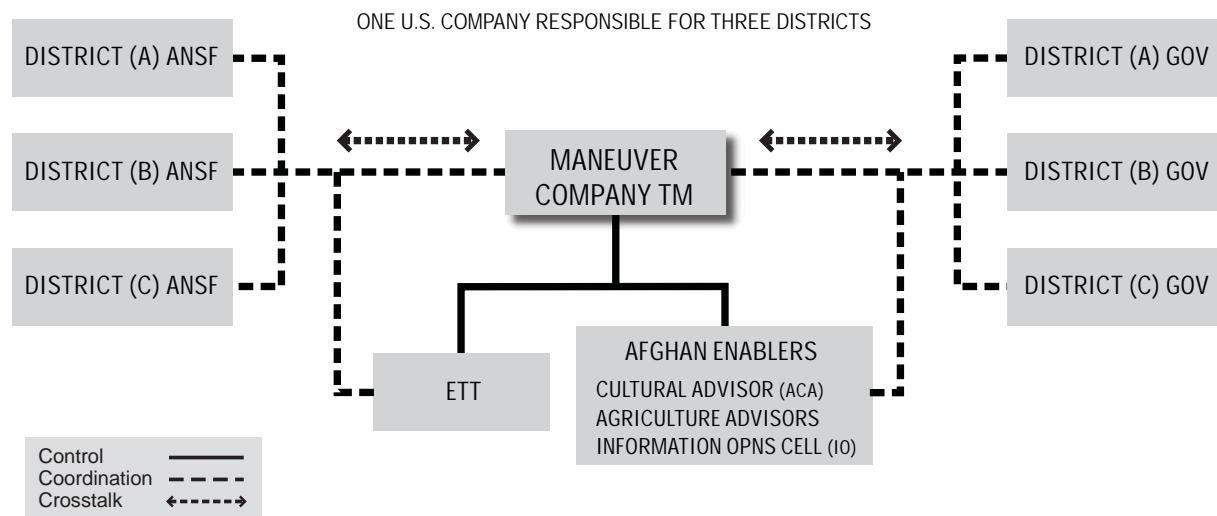 ONE U.S. COMPANY RESPONSIBLE FOR THREE DISTRICTS
DISTRICT (A) ANSF
DISTRICT (A) GOV
DISTRICT (B) ANSF
MANEUVER
COMPANY TM
DISTRICT (B) GOV
DISTRICT (C) ANSF
DISTRICT (C) GOV
ETT
AFGHAN ENABLERS
CULTURAL ADVISOR (ACA)
AGRICULTURE ADVISORS
INFORMATION OPNS CELL (IO)
Control
Coordination
Crosstalk